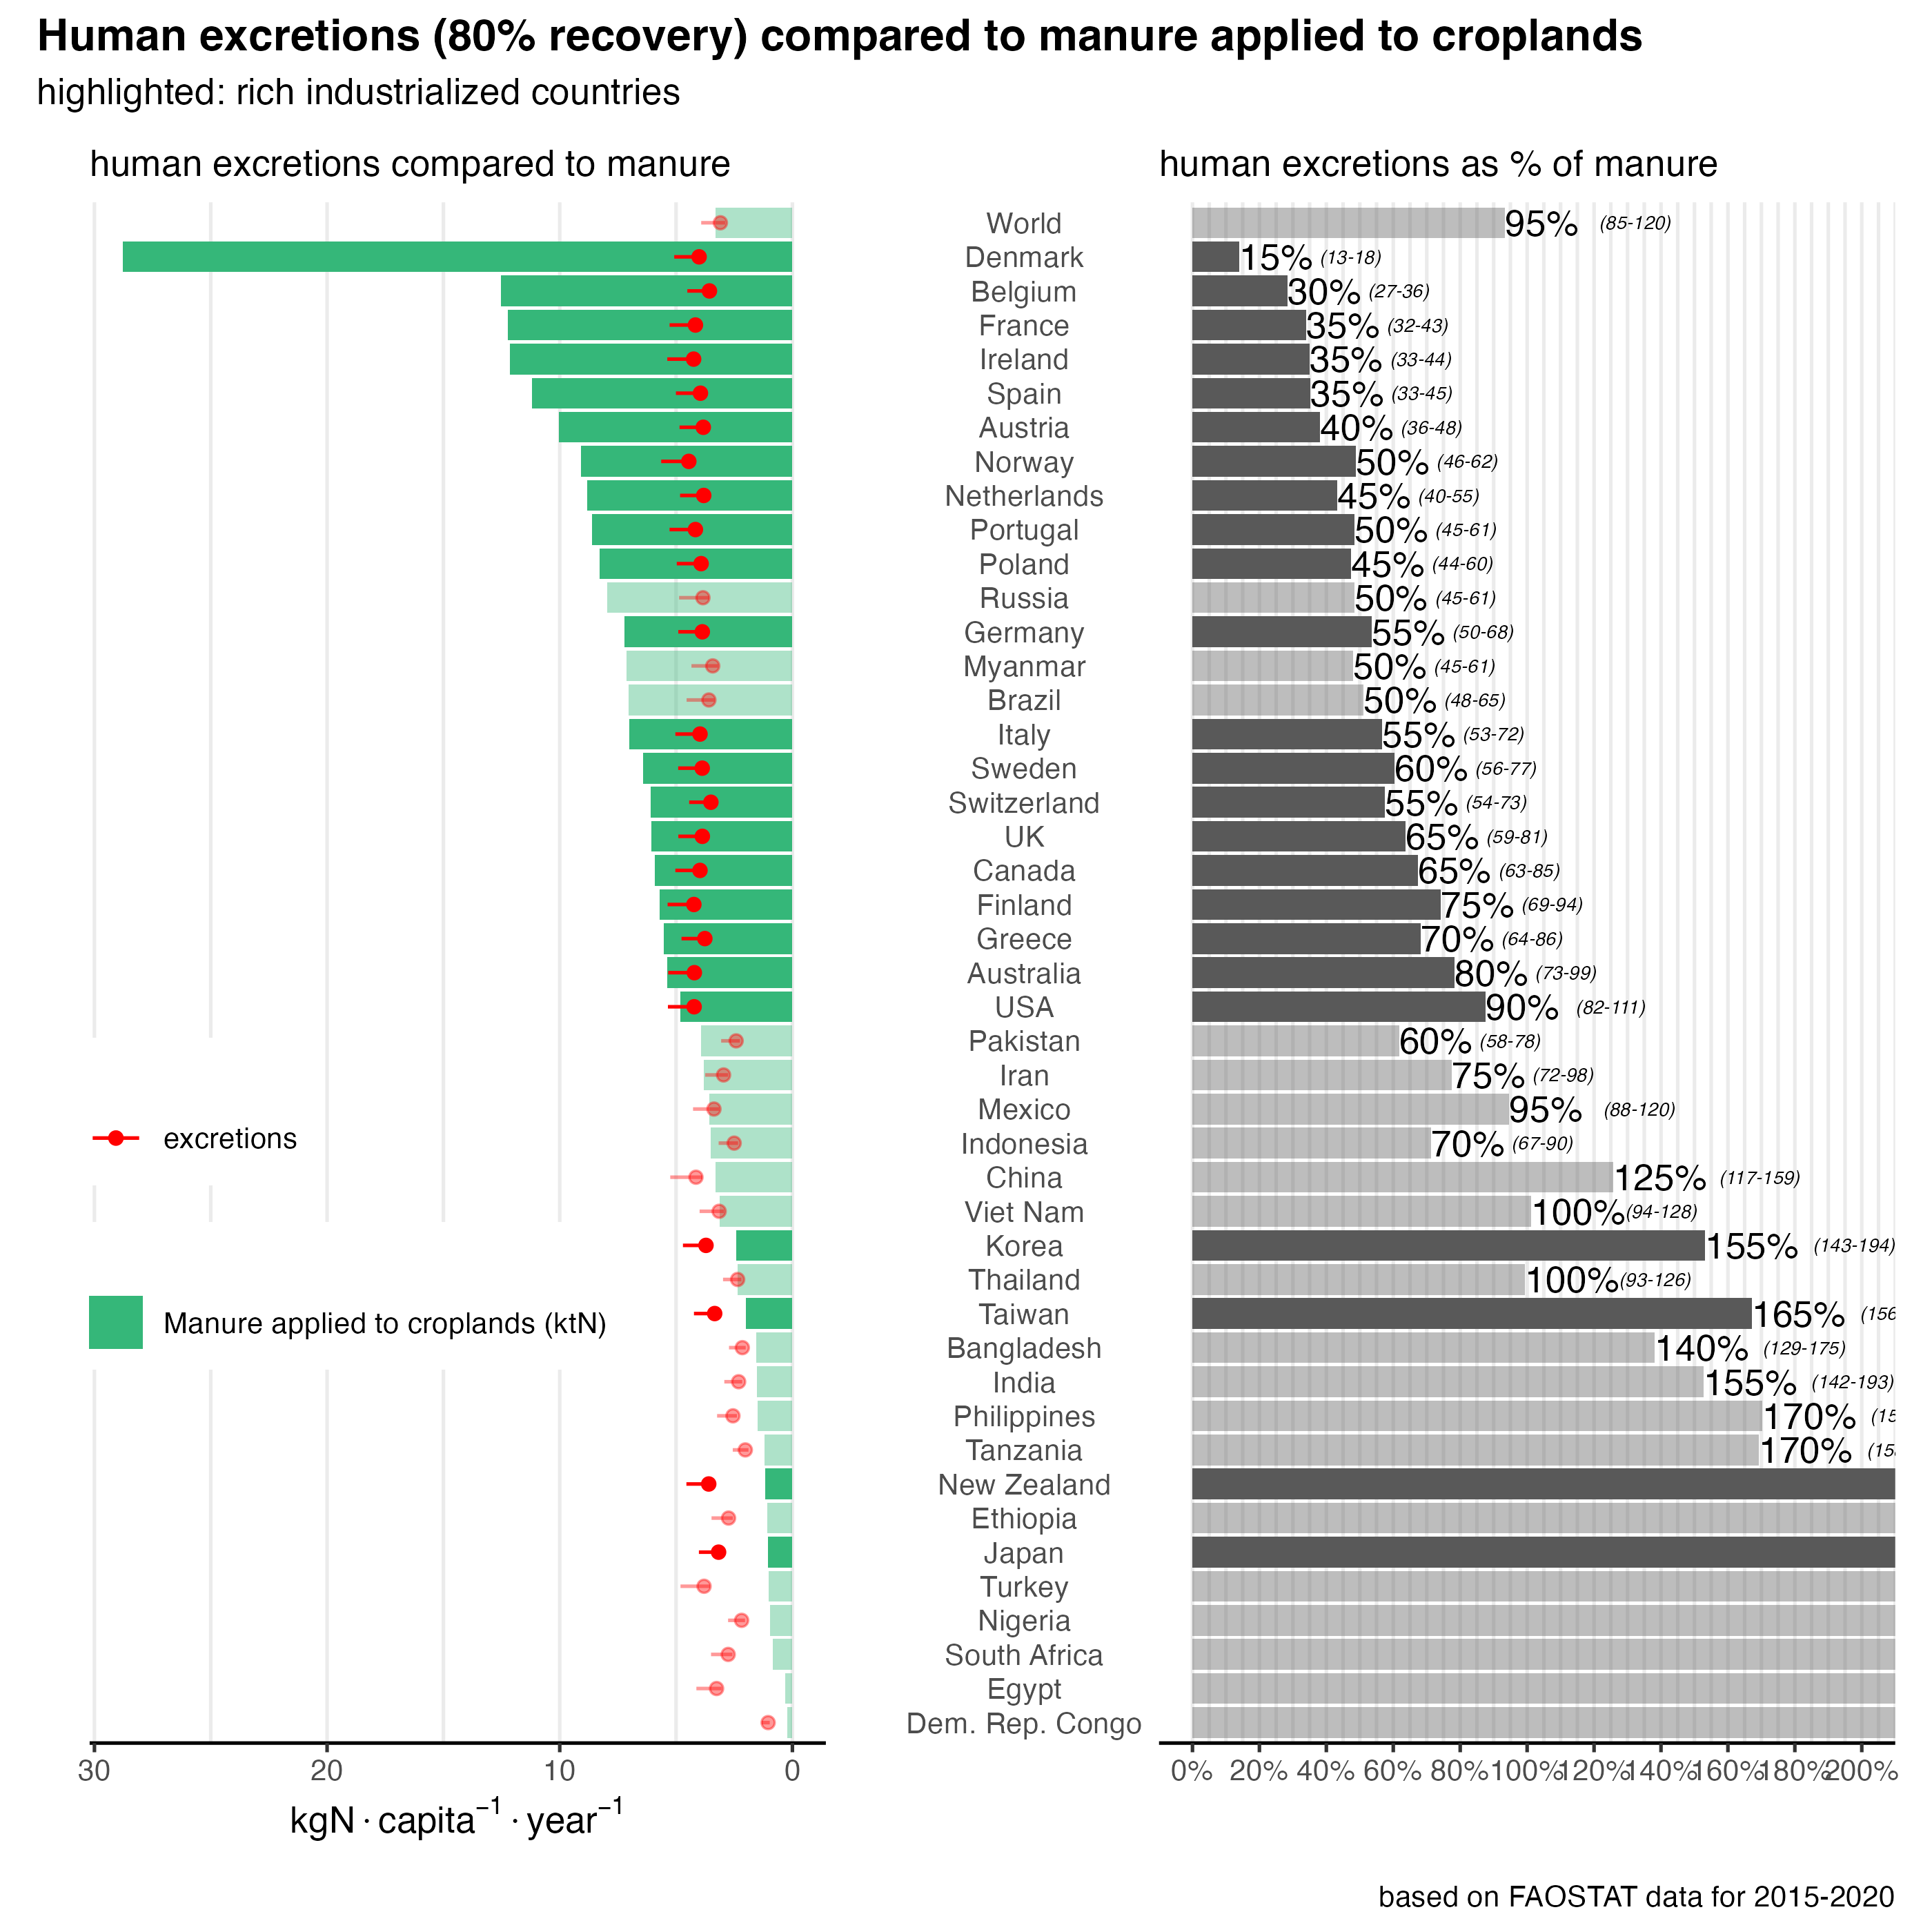 Human excretions (80% recovery) compared to manure applied to croplands
highlighted: rich industrialized countries
human excretions compared to manure
human excretions as % of manure
World 95% (85-120)
Denmark 15% (13-18)
Belgium 30% (27-36)
France 35% (32-43)
Ireland 35% (33-44)
Spain 35% (33-45)
Austria 40% (36-48)
Norway 50% (46-62)
Netherlands 45% (40-55)
Portugal 50% (45-61)
Poland 45% (44-60)
Russia 50% (45-61)
Germany 55% (50-68)
Myanmar 50% (45-61)
Brazil 50% (48-65)
Italy 55% (53-72)
Sweden 60% (56-77)
Switzerland 55% (54-73)
UK 65% (59-81)
Canada 65% (63-85)
Finland 75% (69-94)
Greece 70% (64-86)
Australia 80% (73-99)
USA 90% (82-111)
Pakistan 60% (58-78)
Iran 75% (72-98)
Mexico 95% (88-120)
Indonesia 70% (67-90)
China 125% (117-159)
Viet Nam 100% (94-128)
Korea 155% (143-194)
Thailand 100% (93-126)
Taiwan 165% (156
Bangladesh 140% (129-175)
India 155% (142-193)
Philippines 170% (15
Tanzania 170% (15
New Zealand
Ethiopia
Japan
Turkey
Nigeria
South Africa
Egypt
Dem. Rep. Congo
excretions
Manure applied to croplands (ktN)
30 20 10 0
kgN · capita⁻¹ · year⁻¹
0% 20% 40% 60% 80% 100% 120% 140% 160% 180% 200%
based on FAOSTAT data for 2015-2020